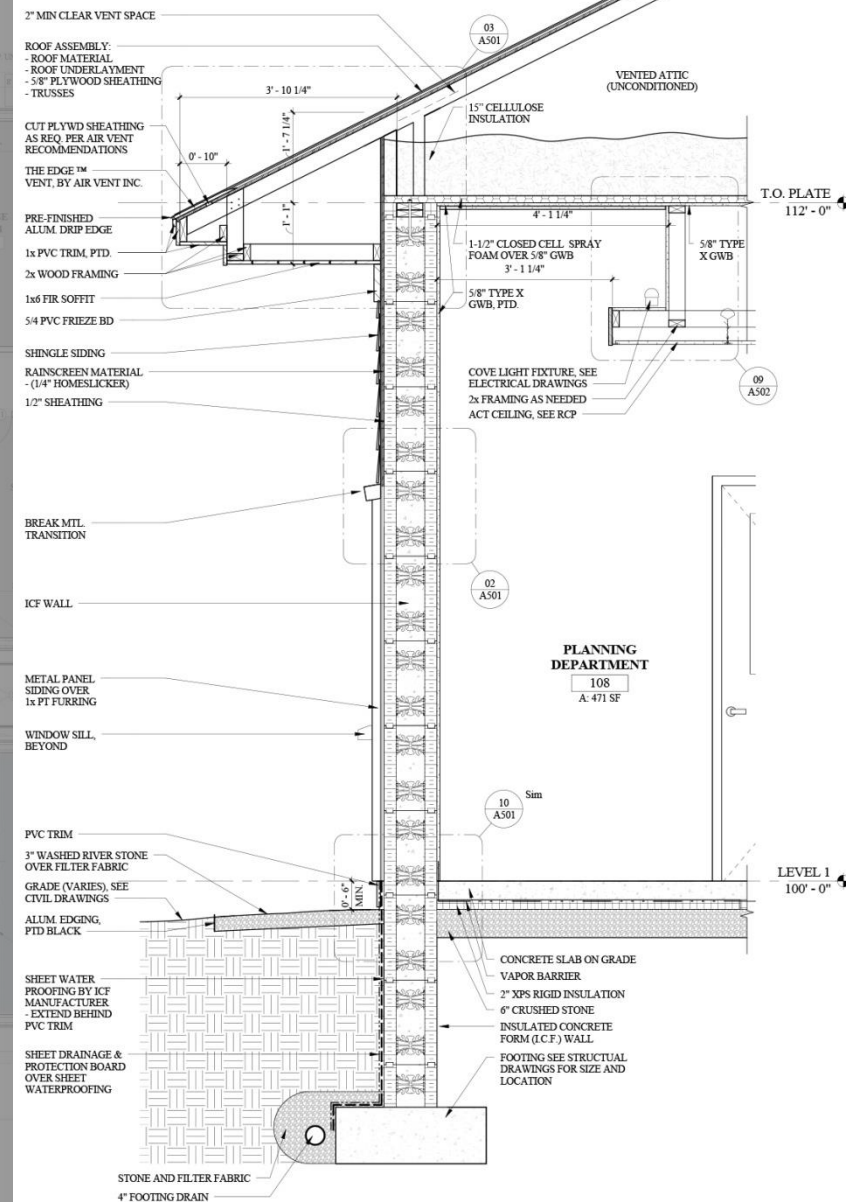 2" MIN CLEAR VENT SPACE
ROOF ASSEMBLY:
- ROOF MATERIAL
- ROOF UNDERLAYMENT
- 5/8" PLYWOOD SHEATHING
- TRUSSES
CUT PLYWD SHEATHING
AS REQ. PER AIR VENT
RECOMMENDATIONS
THE EDGE ™
VENT, BY AIR VENT INC.
PRE-FINISHED
ALUM. DRIP EDGE
1x PVC TRIM, PTD.
2x WOOD FRAMING
1x6 FIR SOFFIT
5/4 PVC FRIEZE BD
SHINGLE SIDING
RAINSCREEN MATERIAL
- (1/4" HOMESLICKER)
1/2" SHEATHING
BREAK MTL.
TRANSITION
ICF WALL
METAL PANEL
SIDING OVER
1x PT FURRING
WINDOW SILL,
BEYOND
PVC TRIM
3" WASHED RIVER STONE
OVER FILTER FABRIC
GRADE (VARIES), SEE
CIVIL DRAWINGS
ALUM. EDGING,
PTD BLACK
SHEET WATER
PROOFING BY ICF
MANUFACTURER
- EXTEND BEHIND
PVC TRIM
SHEET DRAINAGE &
PROTECTION BOARD
OVER SHEET
WATERPROOFING
STONE AND FILTER FABRIC
4" FOOTING DRAIN
3' - 10 1/4"
0' - 10"
1' - 7 1/4"
1' - 1"
03
A501
VENTED ATTIC
(UNCONDITIONED)
15" CELLULOSE
INSULATION
T.O. PLATE
112' - 0"
4' - 1 1/4"
1-1/2" CLOSED CELL SPRAY
FOAM OVER 5/8" GWB
5/8" TYPE
X GWB
3' - 1 1/4"
5/8" TYPE X
GWB, PTD.
COVE LIGHT FIXTURE, SEE
ELECTRICAL DRAWINGS
2x FRAMING AS NEEDED
ACT CEILING, SEE RCP
09
A502
02
A501
PLANNING
DEPARTMENT
108
A: 471 SF
10
A501
Sim
0' - 6"
MIN.
LEVEL 1
100' - 0"
CONCRETE SLAB ON GRADE
VAPOR BARRIER
2" XPS RIGID INSULATION
6" CRUSHED STONE
INSULATED CONCRETE
FORM (I.C.F.) WALL
FOOTING SEE STRUCTUAL
DRAWINGS FOR SIZE AND
LOCATION